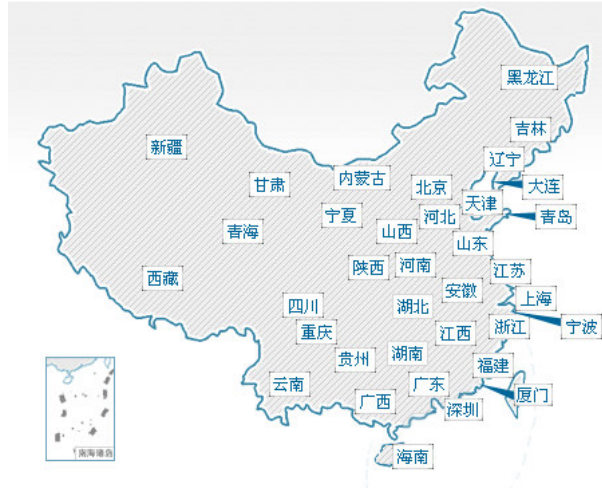 黑龙江
吉林
新疆
辽宁
内蒙古
甘肃
北京
大连
天津
宁夏
河北
青岛
青海
山西
山东
陕西
河南
江苏
西藏
安徽
上海
四川
湖北
浙江
宁波
重庆
江西
贵州
湖南
福建
云南
广东
厦门
广西
深圳
海南
南海诸岛